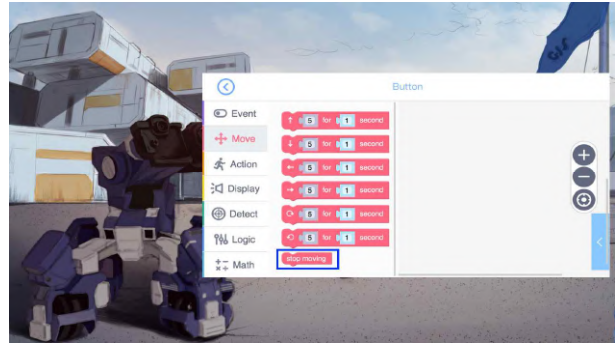 Button
Event
Move
Action
Display
Detect
Logic
Math
↑ 5 for 1 second
↓ 5 for 1 second
← 5 for 1 second
→ 5 for 1 second
5 for 1 second
5 for 1 second
stop moving